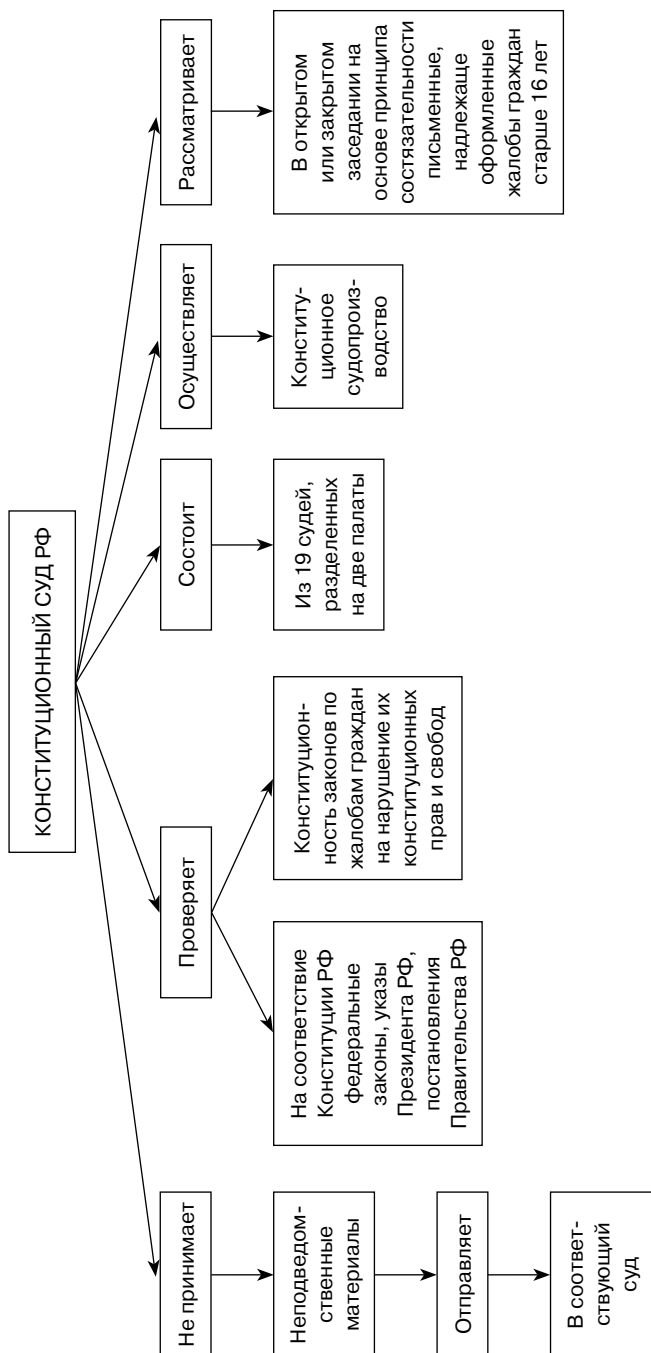 КОНСТИТУЦИОННЫЙ СУД РФ
Не принимает
Неподведом-
ственные
материалы
Отправляет
В соответ-
ствующий
суд
Проверяет
На соответствие
Конституции РФ
федеральные
законы, указы
Президента РФ,
постановления
Правительства РФ
Конституцион-
ность законов по
жалобам граждан
на нарушение их
конституционных
прав и свобод
Состоит
Из 19 судей,
разделенных
на две палаты
Осуществляет
Конститу-
ционное
судопроиз-
водство
Рассматривает
В открытом
или закрытом
заседании на
основе принципа
состязательности
письменные,
надлежаще
оформленные
жалобы граждан
старше 16 лет